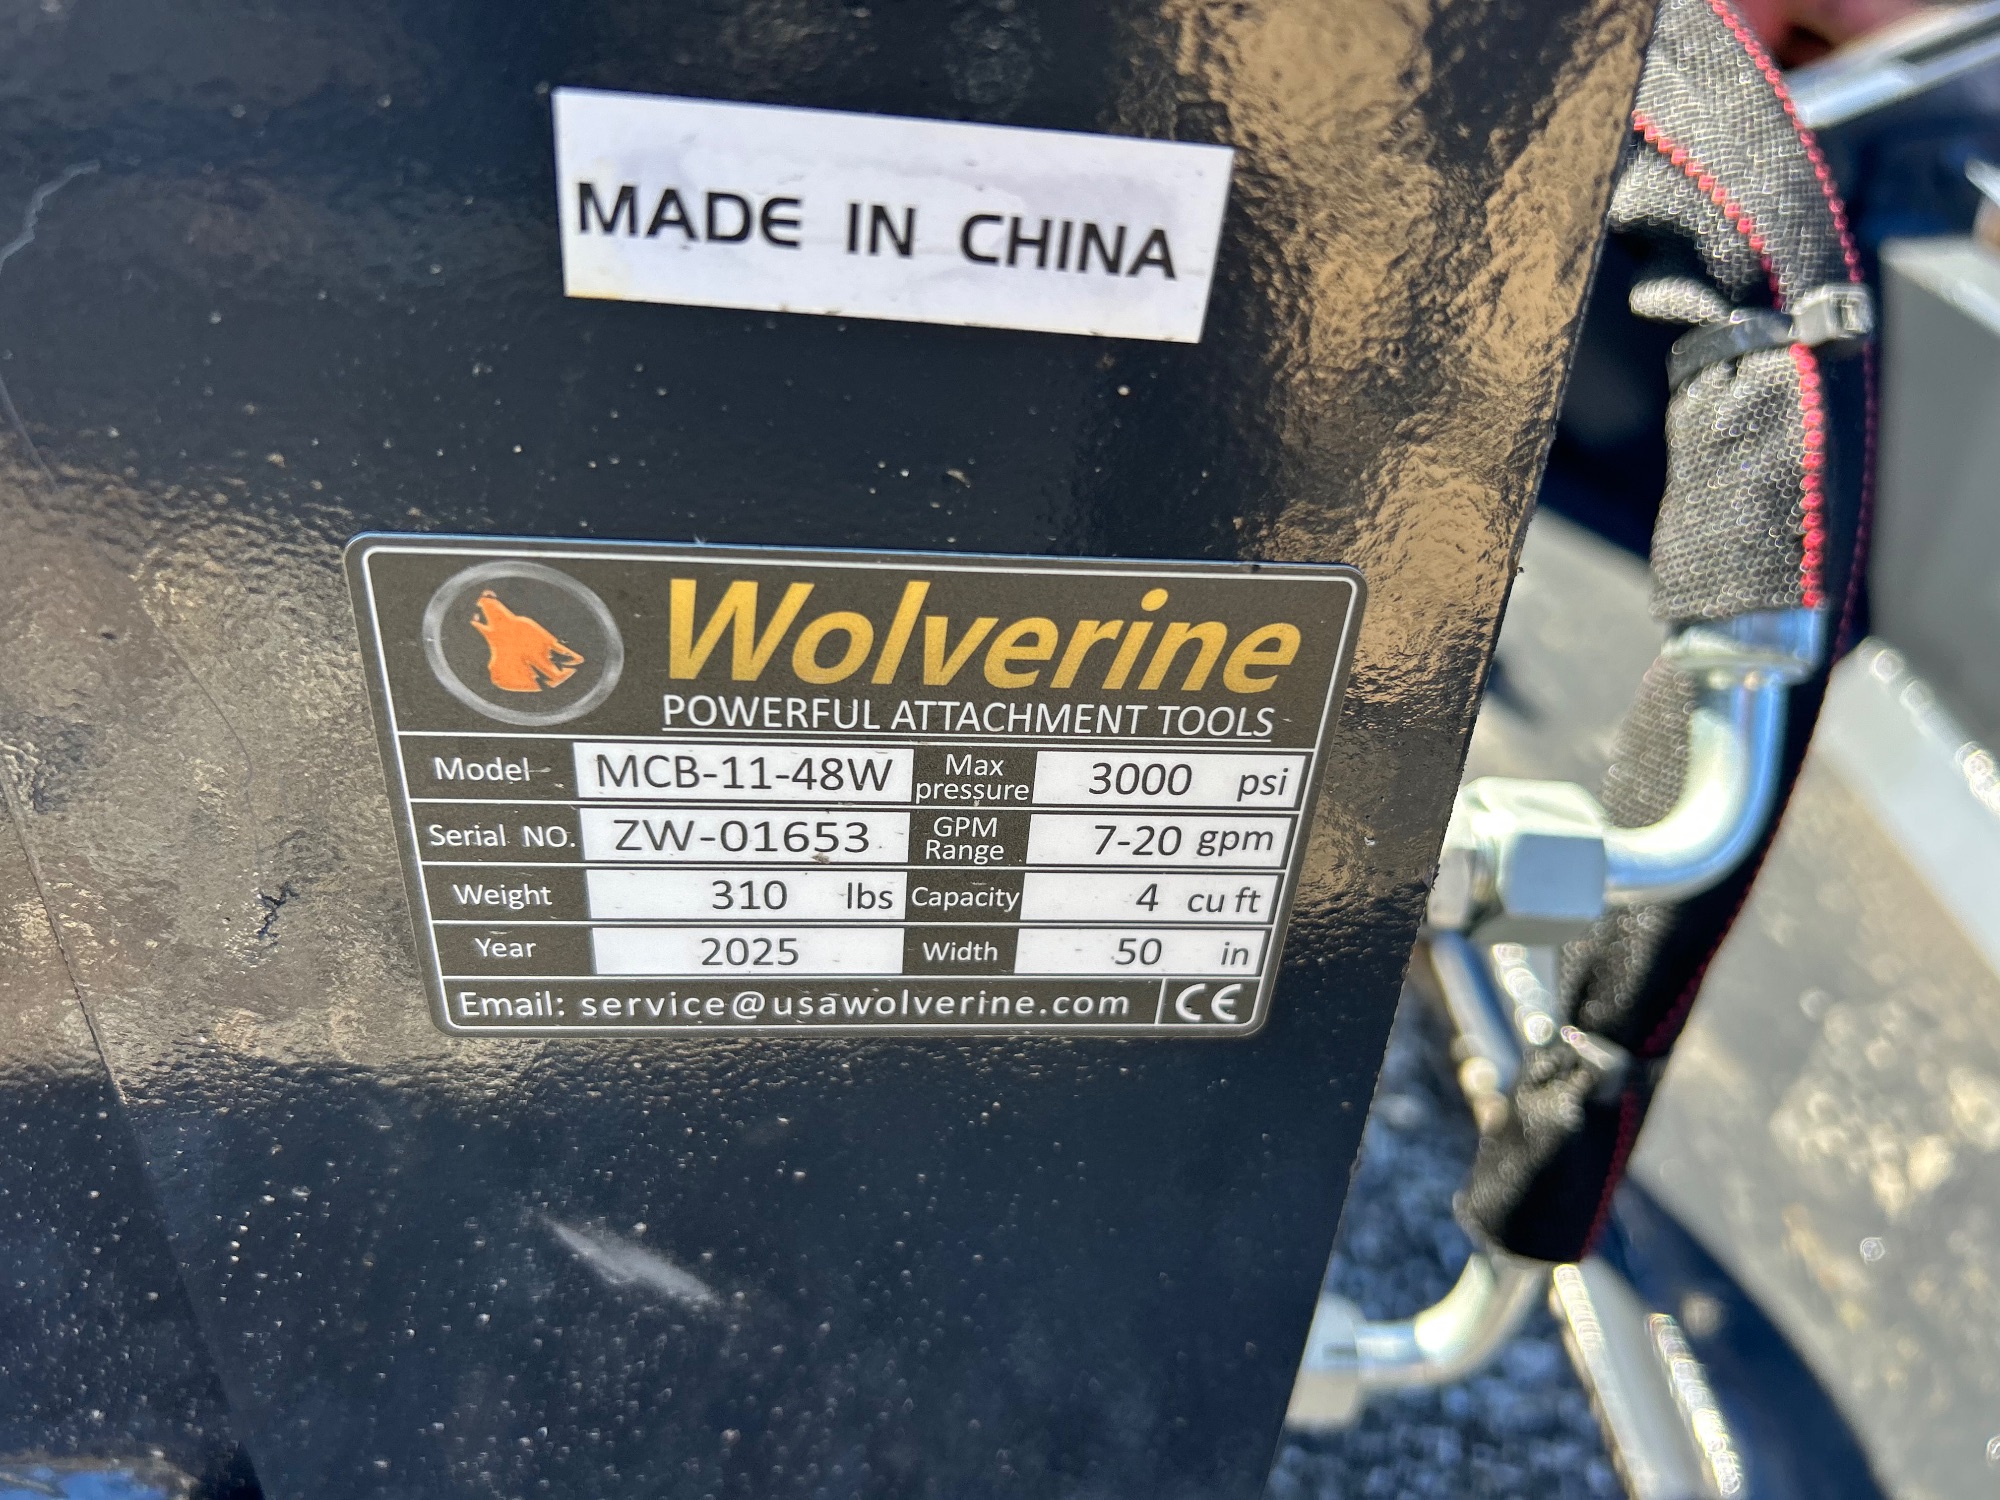 MADE IN CHINA
Wolverine
POWERFUL ATTACHMENT TOOLS
Model MCB-11-48W Max pressure 3000 psi
Serial NO. ZW-01653 GPM Range 7-20 gpm
Weight 310 lbs Capacity 4 cu ft
Year 2025 Width 50 in
Email: service@usawolverine.com CE